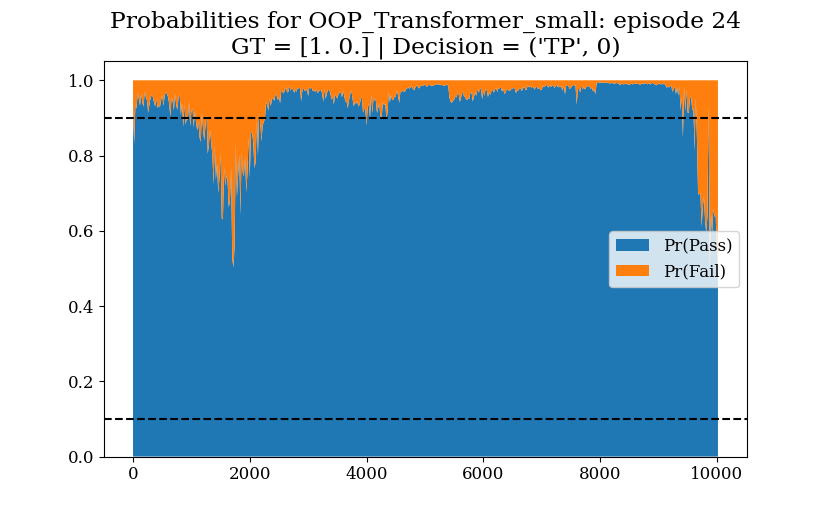 Probabilities for OOP_Transformer_small: episode 24
GT = [1. 0.] | Decision = ('TP', 0)
1.0
0.8
0.6
0.4
0.2
0.0
Pr(Pass)
Pr(Fail)
0 2000 4000 6000 8000 10000